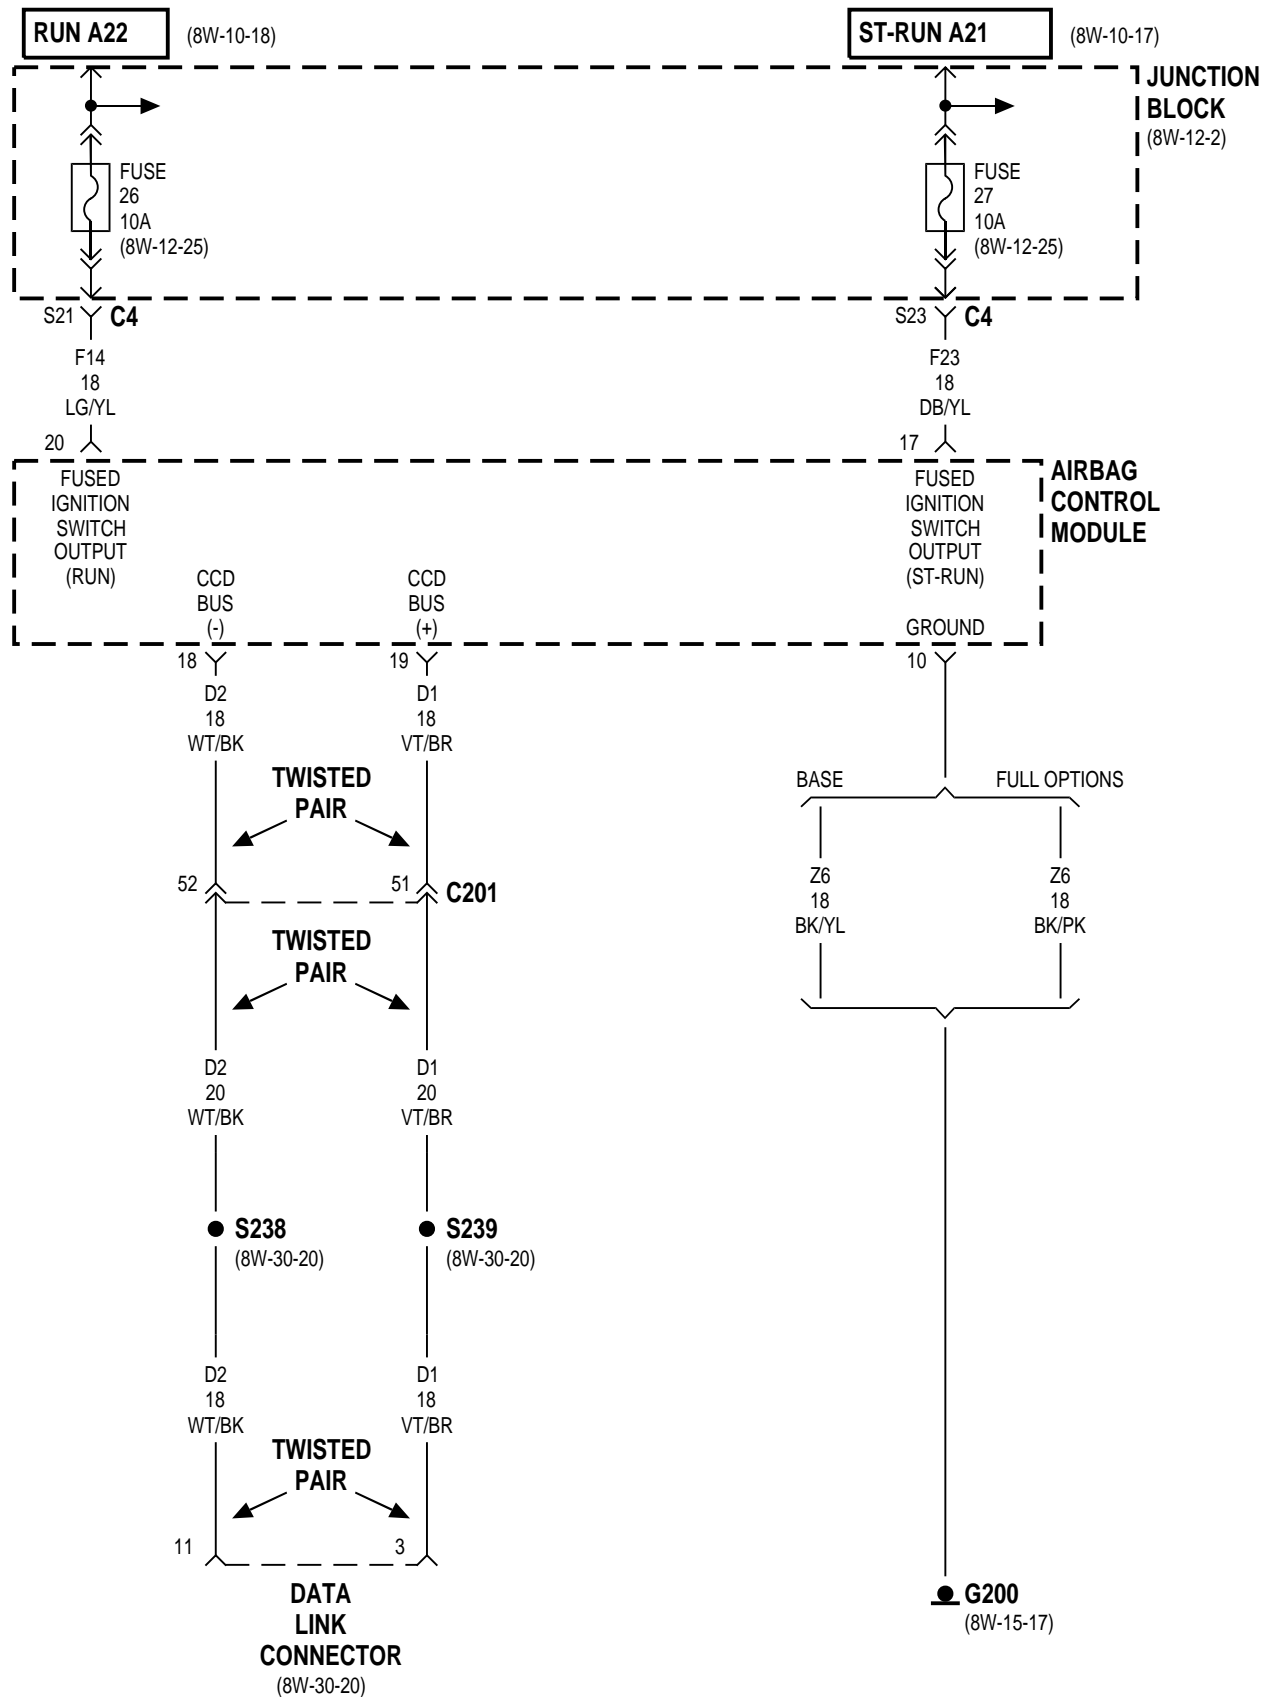 RUN A22
(8W-10-18)
ST-RUN A21
(8W-10-17)
JUNCTION
BLOCK
(8W-12-2)
FUSE
26
10A
(8W-12-25)
FUSE
27
10A
(8W-12-25)
S21
C4
S23
C4
F14
18
LG/YL
F23
18
DB/YL
20
17
FUSED
IGNITION
SWITCH
OUTPUT
(RUN)
FUSED
IGNITION
SWITCH
OUTPUT
(ST-RUN)
AIRBAG
CONTROL
MODULE
CCD
BUS
(-)
CCD
BUS
(+)
GROUND
18
19
10
D2
18
WT/BK
D1
18
VT/BR
TWISTED
PAIR
BASE
FULL OPTIONS
Z6
18
BK/YL
Z6
18
BK/PK
52
51
C201
TWISTED
PAIR
D2
20
WT/BK
D1
20
VT/BR
S238
(8W-30-20)
S239
(8W-30-20)
D2
18
WT/BK
D1
18
VT/BR
TWISTED
PAIR
11
3
DATA
LINK
CONNECTOR
(8W-30-20)
G200
(8W-15-17)